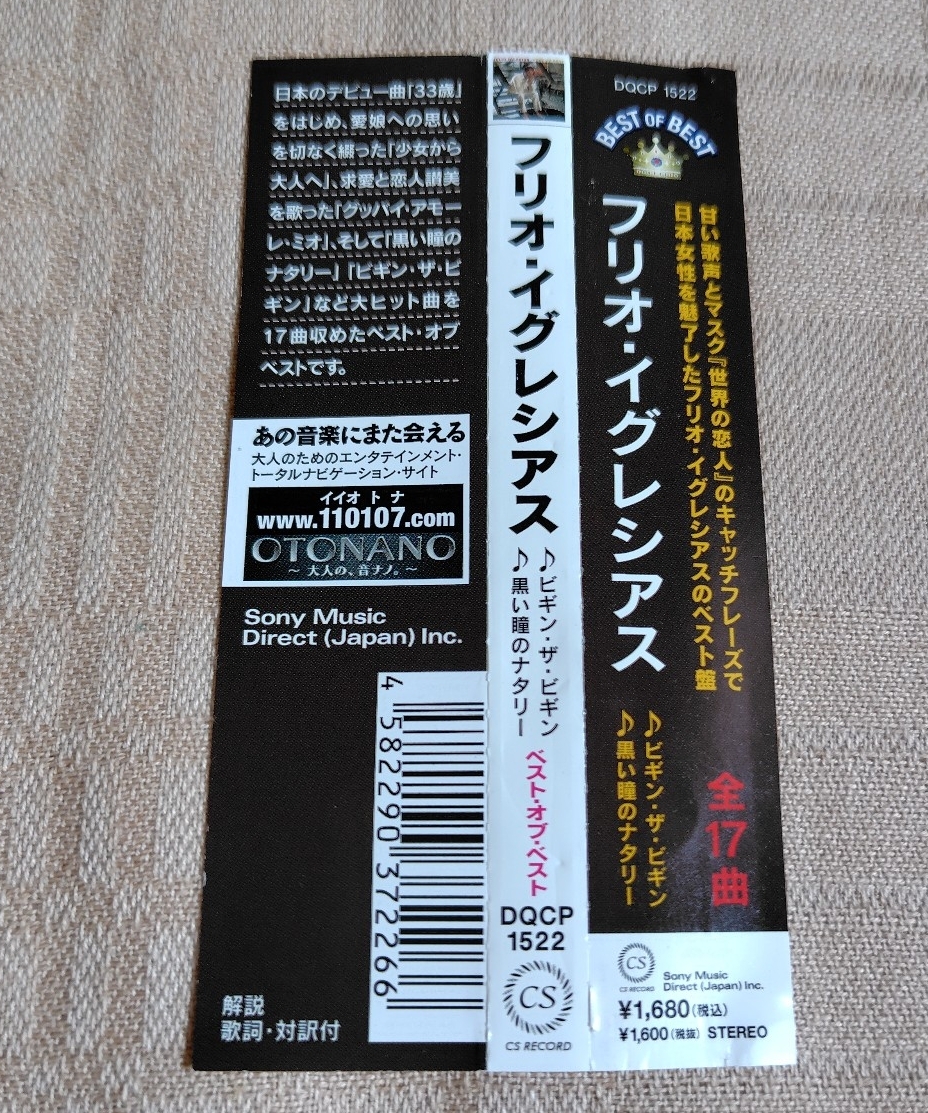 日本のデビュー曲「33歳」
をはじめ、愛娘への思い
を切なく綴った「少女から
大人へ」、求愛と恋人讃美
を歌った「グッバイ・アモー
レ・ミオ」、そして「黒い瞳の
ナタリー」「ビギン・ザ・ビ
ギン」など大ヒット曲を
17曲収めたベスト・オブ
ベストです。
あの音楽にまた会える
大人のためのエンタテインメント・
トータルナビゲーション・サイト
イイオトナ
www.110107.com
OTONANO
〜大人の、音ナノ。〜
Sony Music
Direct (Japan) Inc.
4 582290 372266
解説
歌詞・対訳付
フリオ・イグレシアス
♪ビギン・ザ・ビギン
♪黒い瞳のナタリー
ベスト・オブ・ベスト
DQCP
1522
CS
CS RECORD
DQCP 1522
BEST OF BEST
甘い歌声とマスク『世界の恋人』のキャッチフレーズで
日本女性を魅了したフリオ・イグレシアスのベスト盤
フリオ・イグレシアス
♪ビギン・ザ・ビギン
♪黒い瞳のナタリー
全17曲
CS
CS RECORD
Sony Music
Direct (Japan) Inc.
¥1,680(税込)
¥1,600(税抜) STEREO